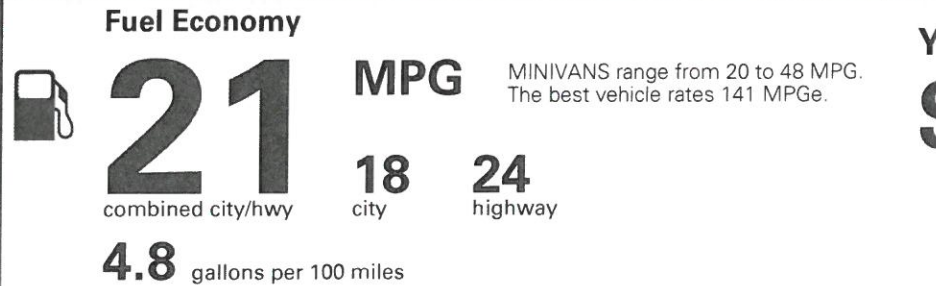 Fuel Economy
21 MPG
MINIVANS range from 20 to 48 MPG.
The best vehicle rates 141 MPGe.
combined city/hwy
18 city
24 highway
4.8 gallons per 100 miles